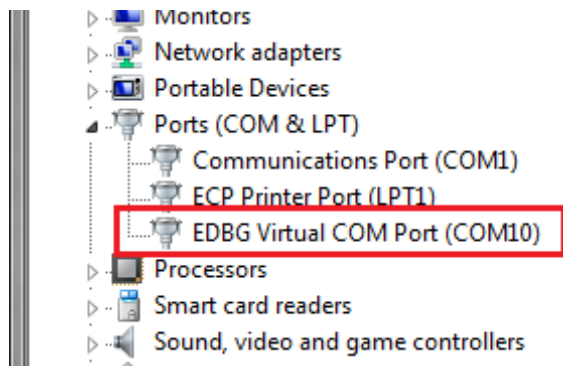 Monitors
Network adapters
Portable Devices
Ports (COM & LPT)
Communications Port (COM1)
ECP Printer Port (LPT1)
EDBG Virtual COM Port (COM10)
Processors
Smart card readers
Sound, video and game controllers